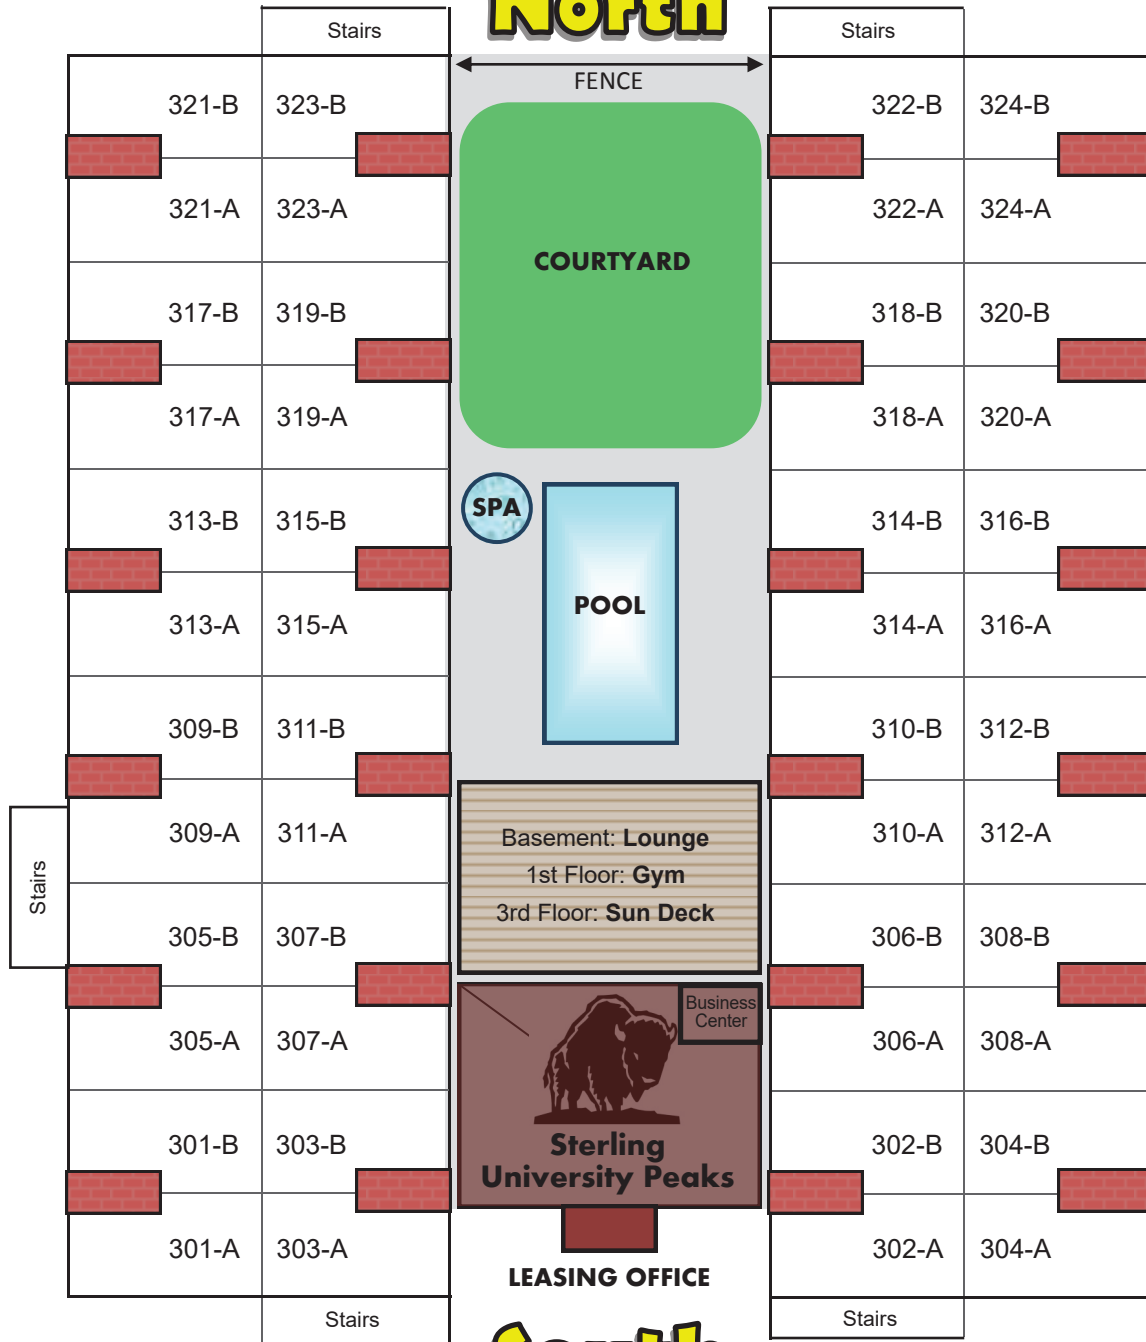 North
Stairs
Stairs
FENCE
321-B 323-B
322-B 324-B
321-A 323-A
322-A 324-A
COURTYARD
317-B 319-B
318-B 320-B
317-A 319-A
318-A 320-A
SPA
313-B 315-B
314-B 316-B
POOL
313-A 315-A
314-A 316-A
309-B 311-B
310-B 312-B
309-A 311-A
310-A 312-A
Basement: Lounge
1st Floor: Gym
3rd Floor: Sun Deck
Stairs
305-B 307-B
306-B 308-B
Business
Center
305-A 307-A
306-A 308-A
301-B 303-B
302-B 304-B
Sterling
University Peaks
301-A 303-A
302-A 304-A
LEASING OFFICE
Stairs
Stairs
South